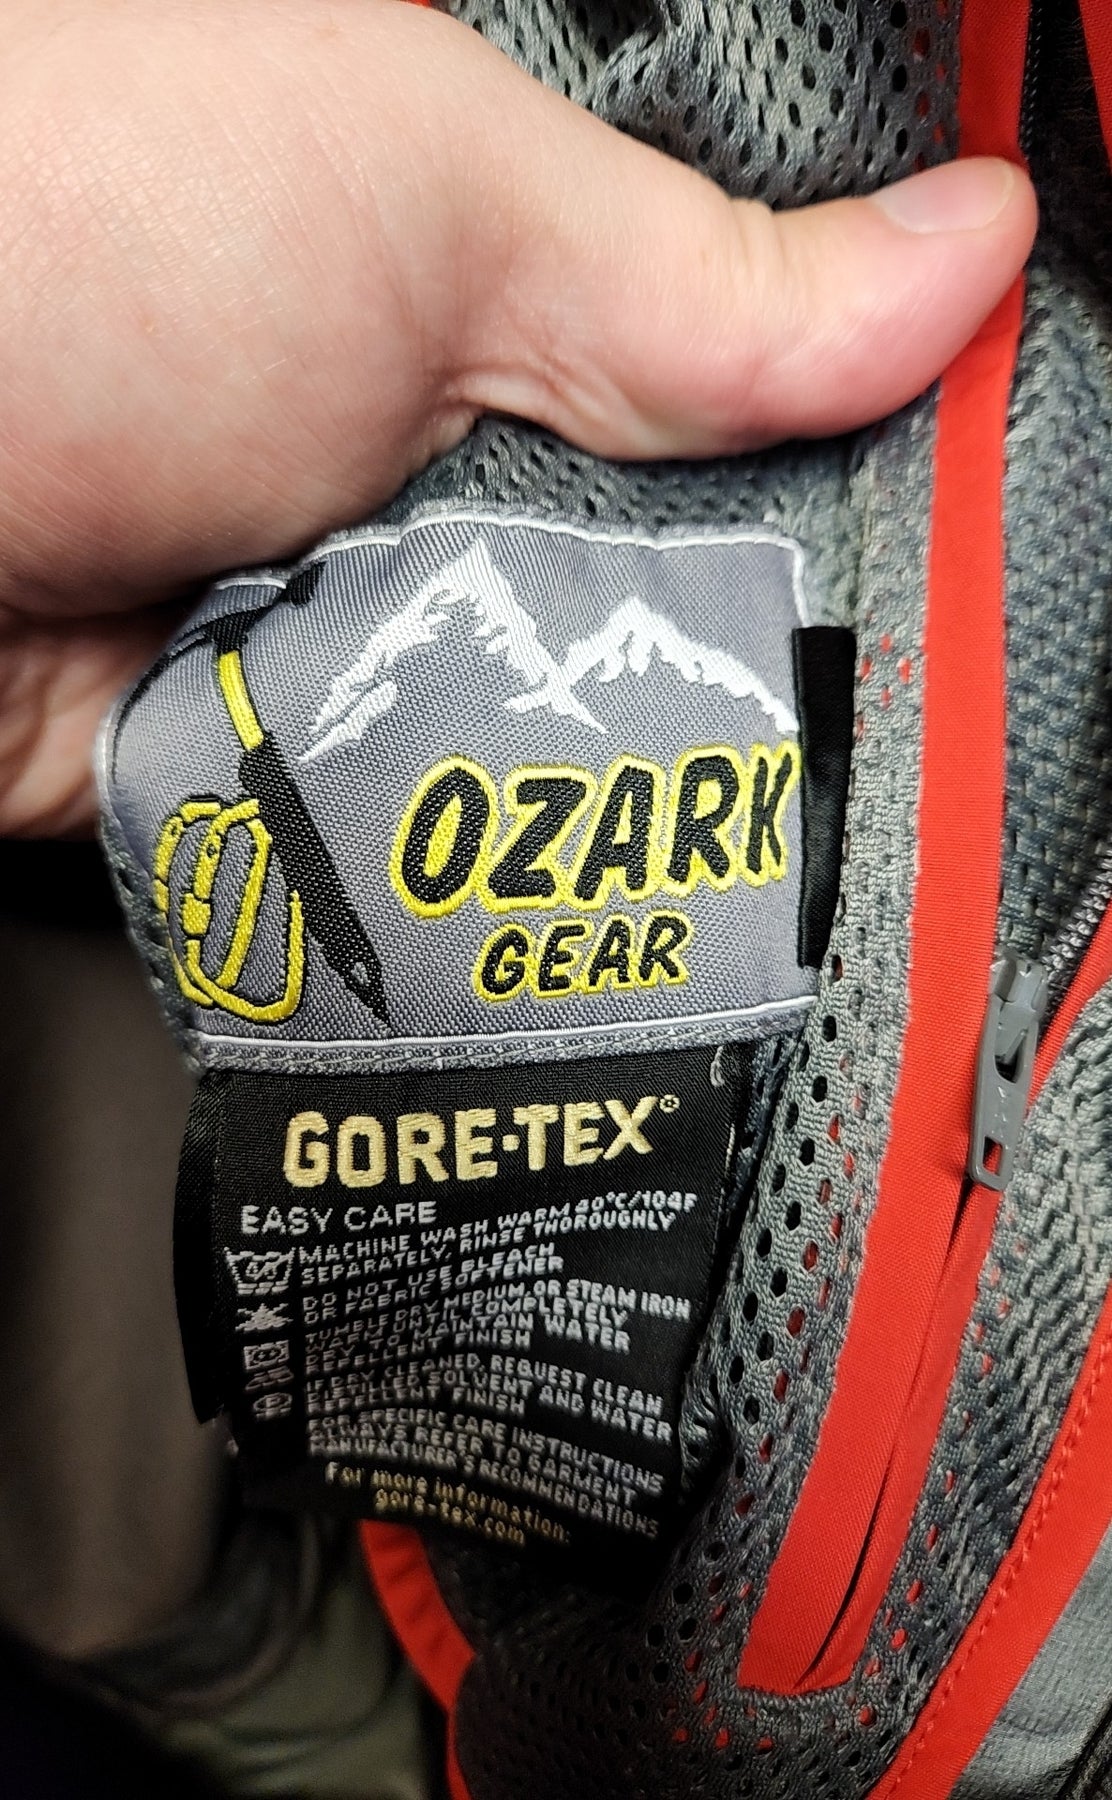 OZARK
GEAR
GORE-TEX®
EASY CARE
MACHINE WASH WARM 40°C/104F
SEPARATELY, RINSE THOROUGHLY
DO NOT USE BLEACH
OR FABRIC SOFTENER
TUMBLE DRY MEDIUM, OR STEAM IRON
WARM UNTIL COMPLETELY
DRY TO MAINTAIN WATER
REPELLENT FINISH
IF DRY CLEANED, REQUEST CLEAN
DISTILLED SOLVENT AND WATER
REPELLENT FINISH
FOR SPECIFIC CARE INSTRUCTIONS
ALWAYS REFER TO GARMENT
MANUFACTURER'S RECOMMENDATIONS
For more information:
gore-tex.com